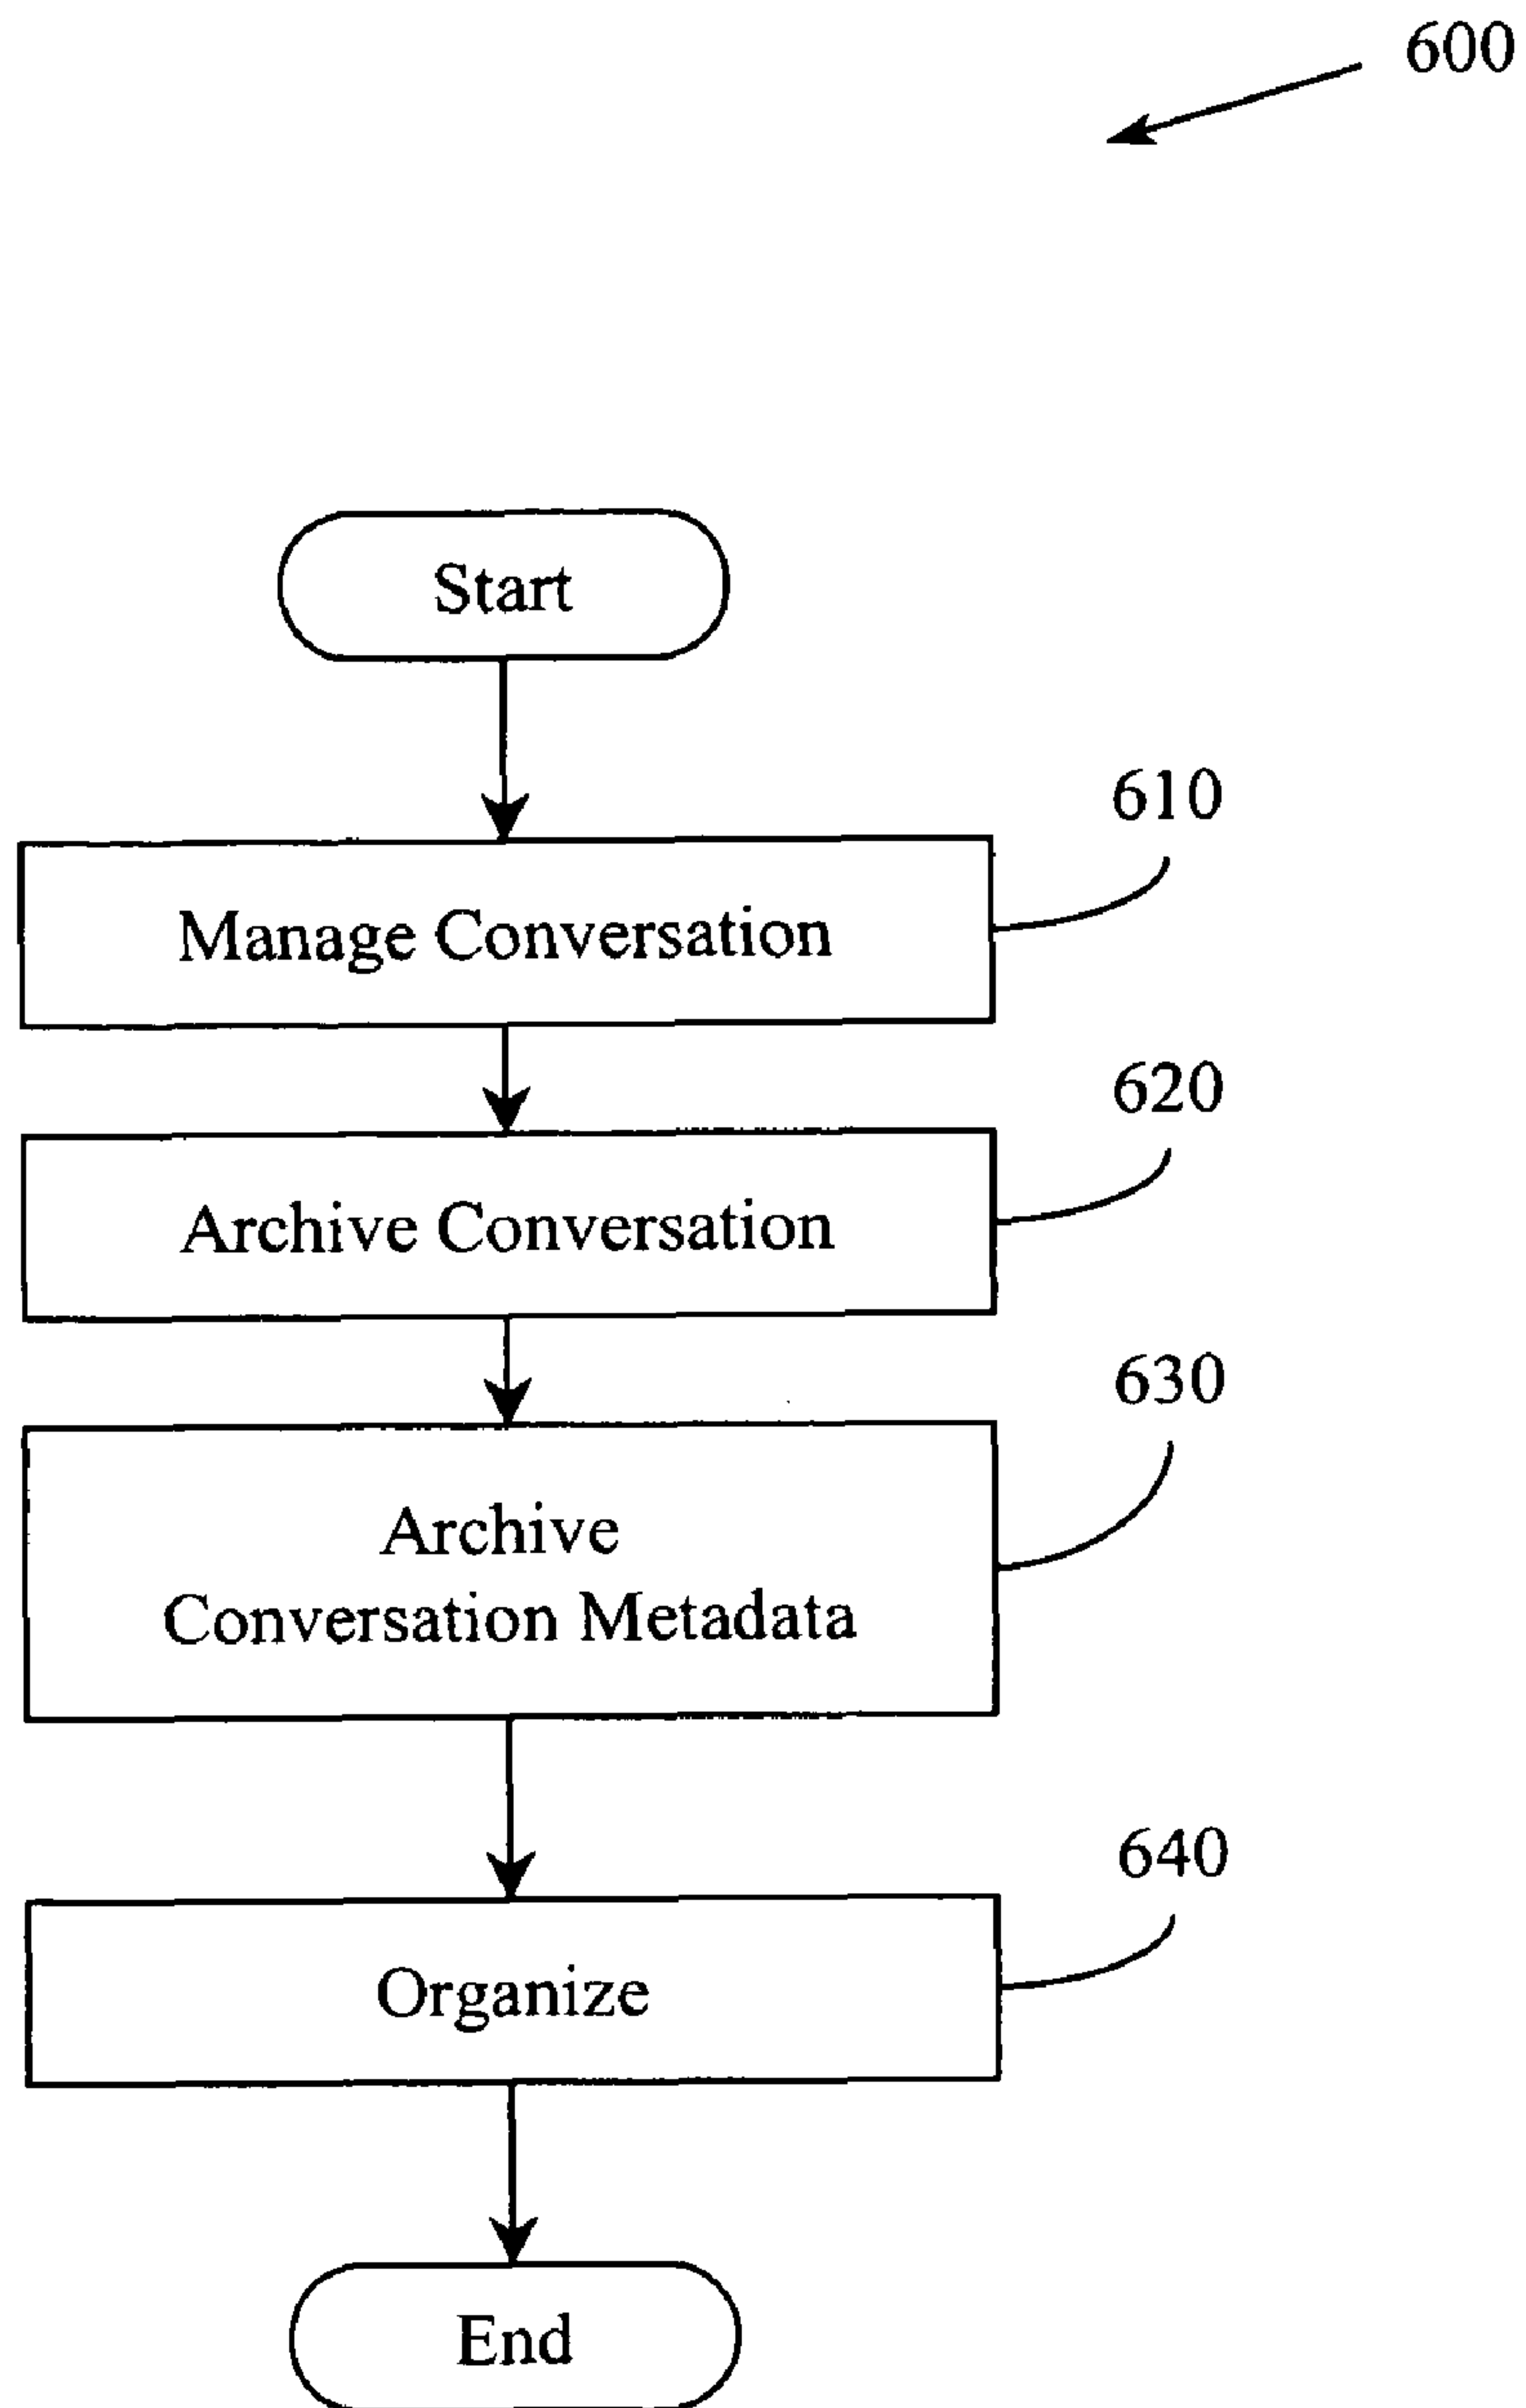 600
Start
610
Manage Conversation
620
Archive Conversation
630
Archive
Conversation Metadata
640
Organize
End